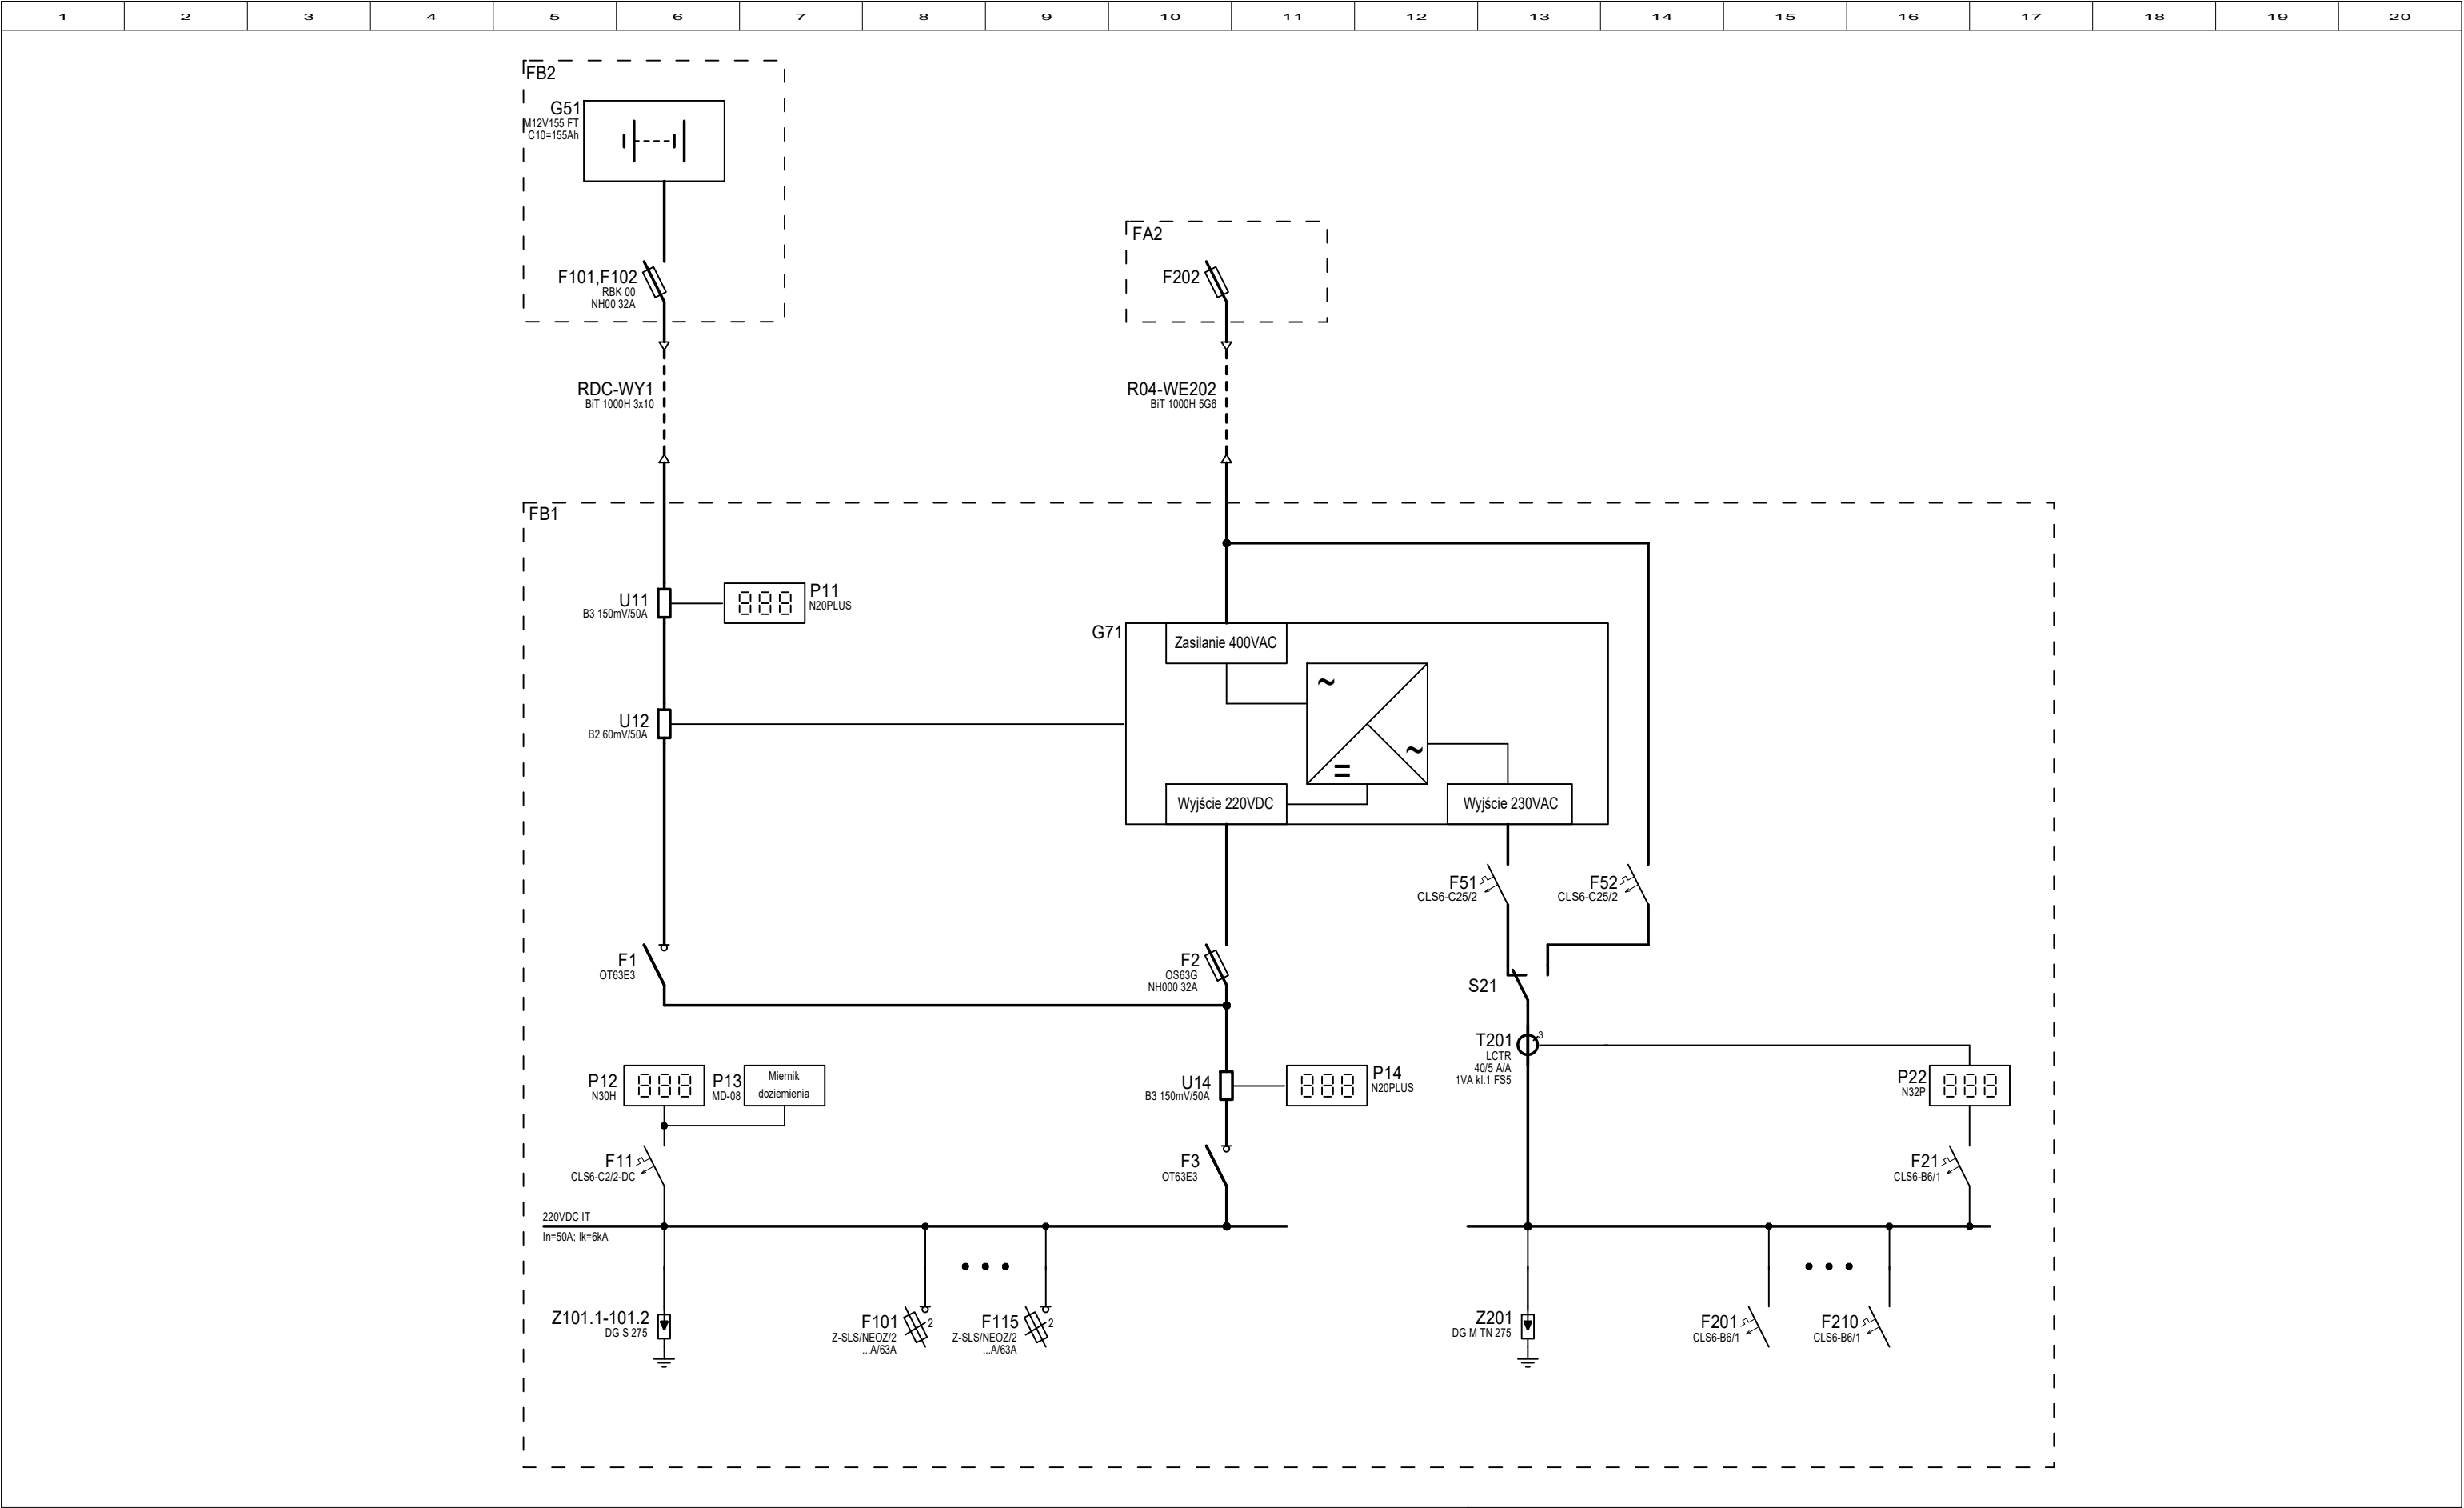 1 2 3 4 5 6 7 8 9 10 11 12 13 14 15 16 17 18 19 20
FB2
G51
M12V155 FT
C10=155Ah
F101,F102
RBK 00
NH00 32A
FA2
F202
RDC-WY1
BiT 1000H 3x10
R04-WE202
BiT 1000H 5G6
FB1
U11
B3 150mV/50A
P11
N20PLUS
G71
Zasilanie 400VAC
U12
B2 60mV/50A
~
~
=
Wyjście 220VDC
Wyjście 230VAC
F51
CLS6-C25/2
F52
CLS6-C25/2
F1
OT63E3
F2
OS63G
NH000 32A
S21
T201
LCTR
40/5 A/A
1VA kl.1 FS5
3
P12
N30H
P13
MD-08
Miernik
doziemienia
U14
B3 150mV/50A
P14
N20PLUS
P22
N32P
F11
CLS6-C2/2-DC
F3
OT63E3
F21
CLS6-B6/1
220VDC IT
In=50A; Ik=6kA
Z101.1-101.2
DG S 275
F101
Z-SLS/NEOZ/2
...A/63A
2
F115
Z-SLS/NEOZ/2
...A/63A
2
Z201
DG M TN 275
F201
CLS6-B6/1
F210
CLS6-B6/1